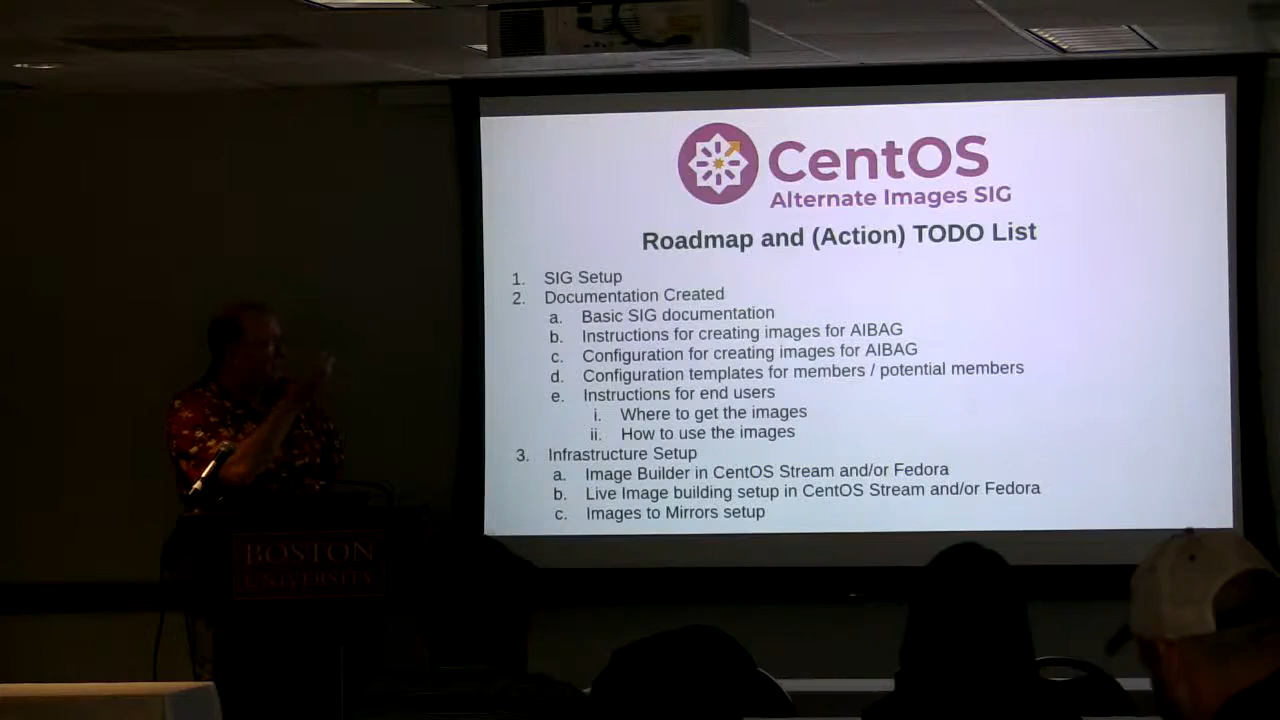 CentOS
Alternate Images SIG
Roadmap and (Action) TODO List
1. SIG Setup
2. Documentation Created
a. Basic SIG documentation
b. Instructions for creating images for AIBAG
c. Configuration for creating images for AIBAG
d. Configuration templates for members / potential members
e. Instructions for end users
i. Where to get the images
ii. How to use the images
3. Infrastructure Setup
a. Image Builder in CentOS Stream and/or Fedora
b. Live Image building setup in CentOS Stream and/or Fedora
c. Images to Mirrors setup
BOSTON
UNIVERSITY